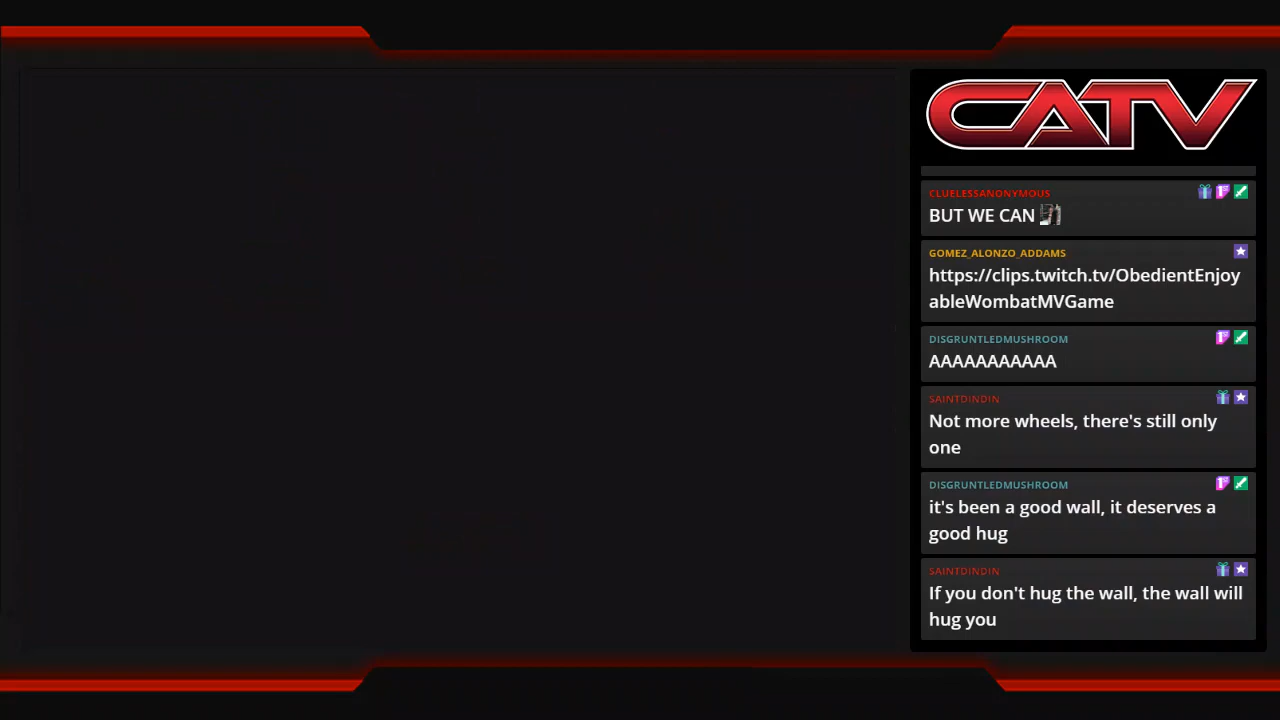 CATV
CLUELESSANONYMOUS
BUT WE CAN
GOMEZ_ALONZO_ADDAMS
https://clips.twitch.tv/ObedientEnjoy
ableWombatMVGame
DISGRUNTLEDMUSHROOM
AAAAAAAAAAA
SAINTDINDIN
Not more wheels, there's still only
one
DISGRUNTLEDMUSHROOM
it's been a good wall, it deserves a
good hug
SAINTDINDIN
If you don't hug the wall, the wall will
hug you